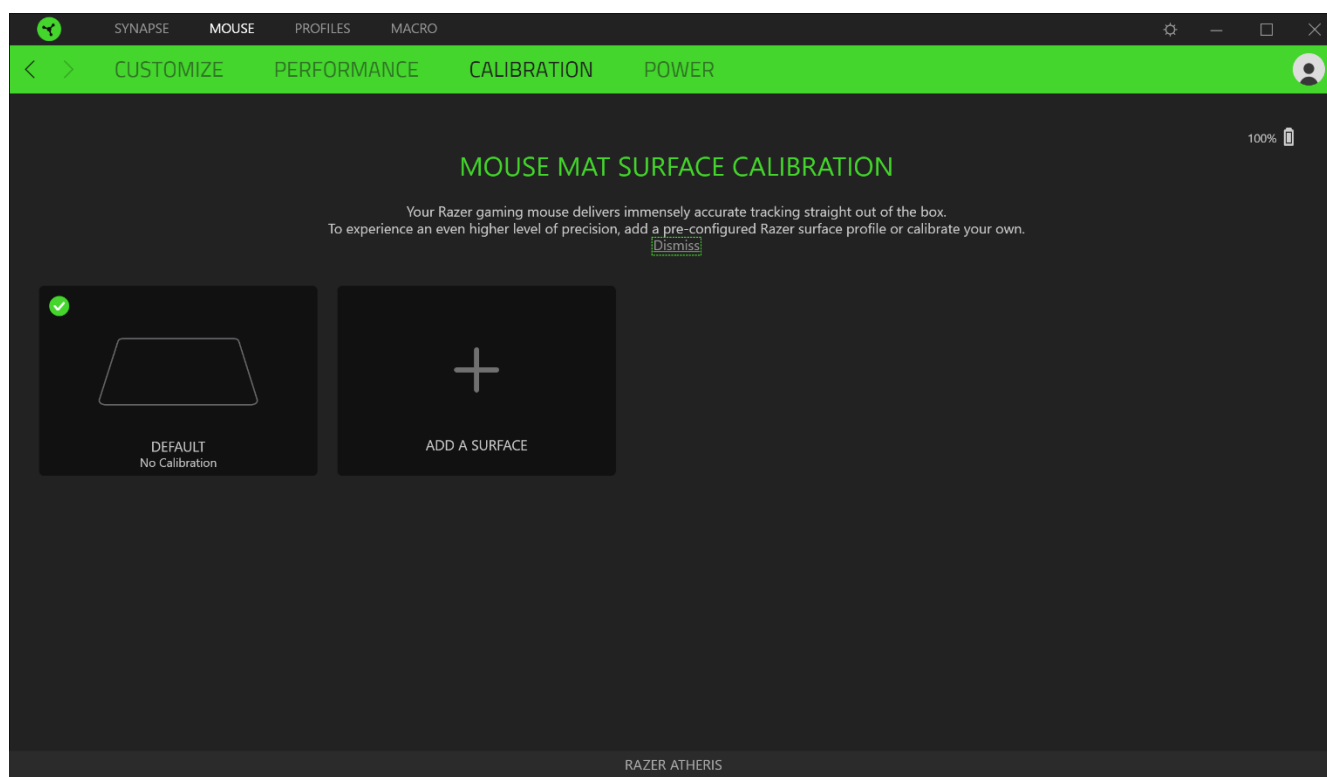 SYNAPSE MOUSE PROFILES MACRO
CUSTOMIZE PERFORMANCE CALIBRATION POWER
100%
MOUSE MAT SURFACE CALIBRATION
Your Razer gaming mouse delivers immensely accurate tracking straight out of the box.
To experience an even higher level of precision, add a pre-configured Razer surface profile or calibrate your own.
Dismiss
DEFAULT
No Calibration
ADD A SURFACE
RAZER ATHERIS